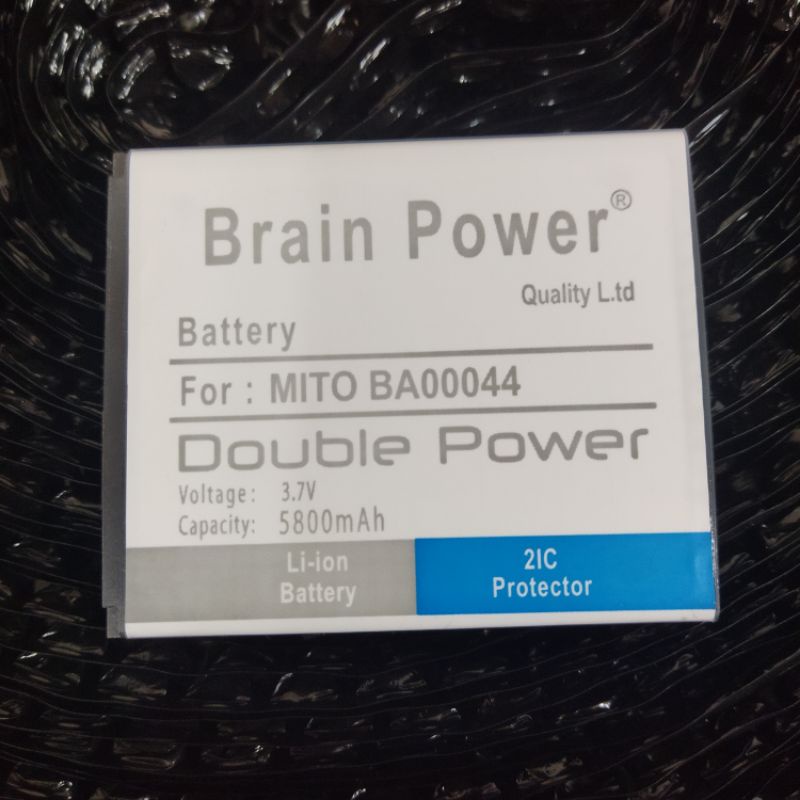 Brain Power®
Quality L.td
Battery
For : MITO BA00044
Double Power
Voltage: 3.7V
Capacity: 5800mAh
Li-ion
Battery
2IC
Protector